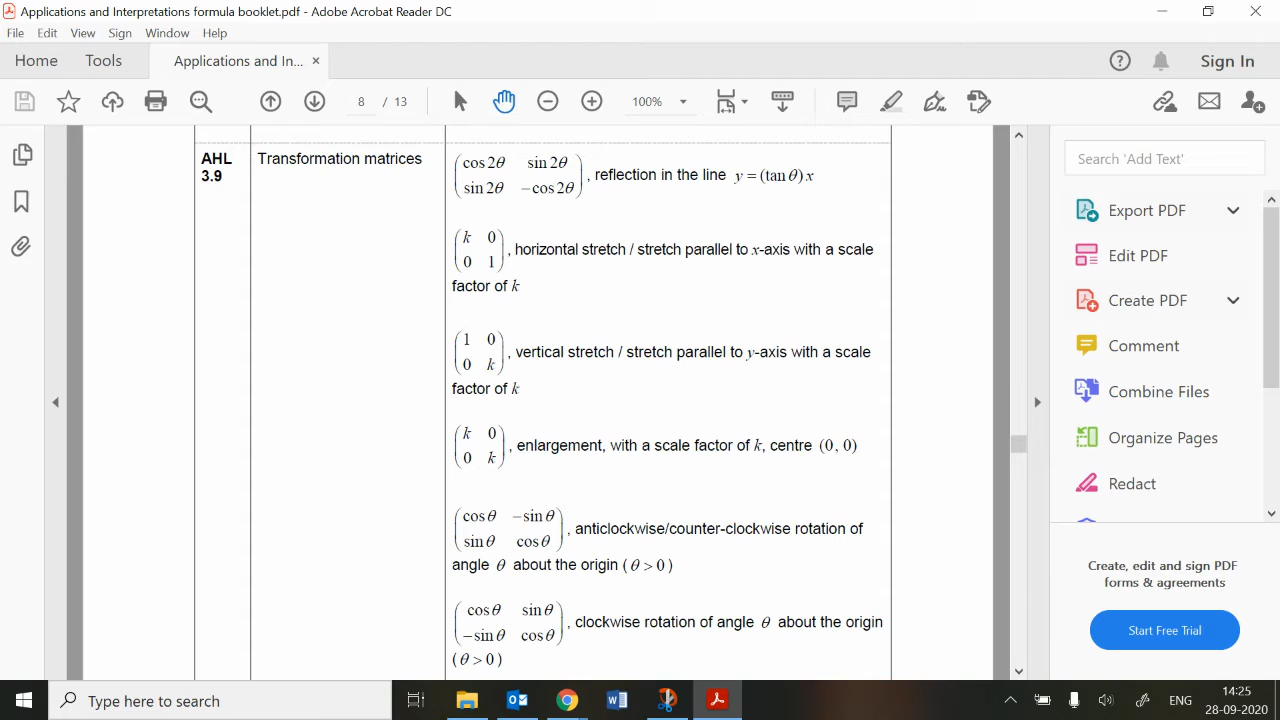 Applications and Interpretations formula booklet.pdf - Adobe Acrobat Reader DC
File Edit View Sign Window Help
Home Tools Applications and In... × Sign In
8 / 13 100%
AHL 3.9
Transformation matrices
cos 2θ sin 2θ
sin 2θ −cos 2θ
, reflection in the line y = (tan θ) x
k 0
0 1
, horizontal stretch / stretch parallel to x-axis with a scale
factor of k
1 0
0 k
, vertical stretch / stretch parallel to y-axis with a scale
factor of k
k 0
0 k
, enlargement, with a scale factor of k, centre (0, 0)
cos θ −sin θ
sin θ cos θ
, anticlockwise/counter-clockwise rotation of
angle θ about the origin ( θ > 0 )
cos θ sin θ
−sin θ cos θ
, clockwise rotation of angle θ about the origin
( θ > 0 )
Search 'Add Text'
Export PDF
Edit PDF
Create PDF
Comment
Combine Files
Organize Pages
Redact
Create, edit and sign PDF
forms & agreements
Start Free Trial
Type here to search
ENG
14:25
28-09-2020